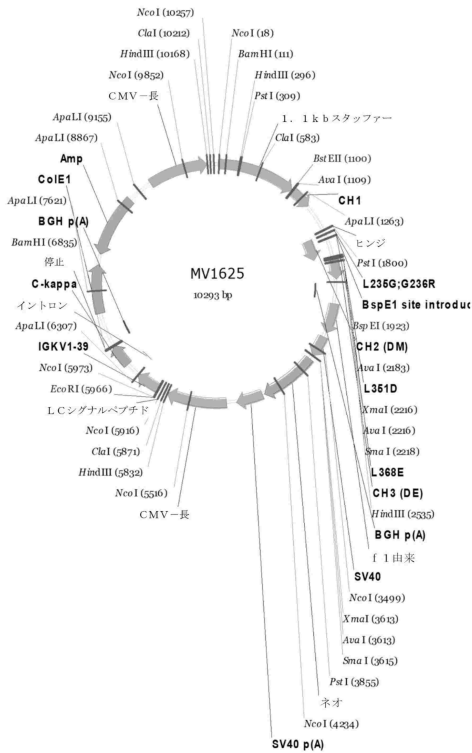 NcoI (10257)
ClaI (10212)
HindIII (10168)
NcoI (9852)
CMV－長
ApaLI (9155)
ApaLI (8867)
Amp
ColE1
ApaLI (7621)
BGH p(A)
BamHI (6835)
停止
C-kappa
イントロン
ApaLI (6307)
IGKV1-39
NcoI (5973)
EcoRI (5966)
LCシグナルペプチド
NcoI (5916)
ClaI (5871)
HindIII (5832)
NcoI (5516)
CMV－長
MV1625
10293 bp
NcoI (18)
BamHI (111)
HindIII (296)
PstI (309)
１．１kbスタッファー
ClaI (583)
BstEII (1100)
AvaI (1109)
CH1
ApaLI (1263)
ヒンジ
PstI (1800)
L235G;G236R
BspE1 site introduc
BspEI (1923)
CH2 (DM)
AvaI (2183)
L351D
XmaI (2216)
AvaI (2216)
SmaI (2218)
L368E
CH3 (DE)
HindIII (2535)
BGH p(A)
ｆ１由来
SV40
NcoI (3499)
XmaI (3613)
AvaI (3613)
SmaI (3615)
PstI (3855)
ネオ
NcoI (4234)
SV40 p(A)